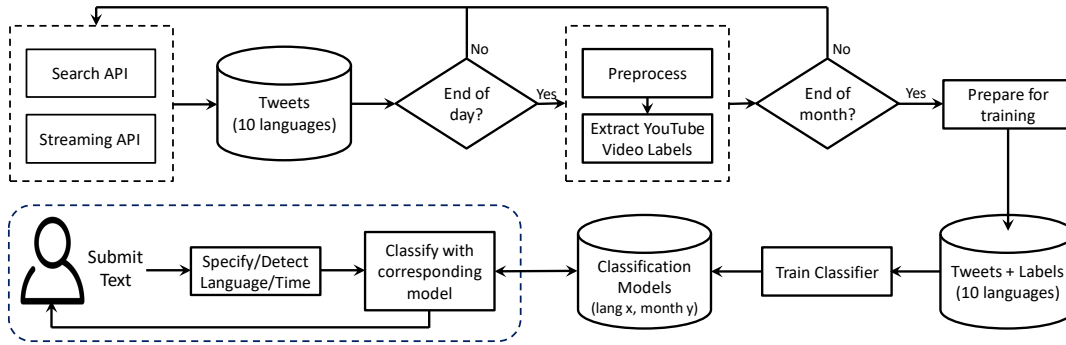 No
No
Search API
Streaming API
Tweets
(10 languages)
End of
day?
Yes
Preprocess
Extract YouTube
Video Labels
End of
month?
Yes
Prepare for
training
Submit
Text
Specify/Detect
Language/Time
Classify with
corresponding
model
Classification
Models
(lang x, month y)
Train Classifier
Tweets + Labels
(10 languages)